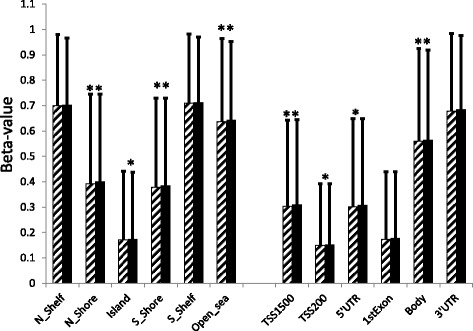 1.1
1
0.9
0.8
0.7
0.6
0.5
0.4
0.3
0.2
0.1
0
Beta-value
** * ** **
** * * **
N_Shelf
N_Shore
Island
S_Shore
S_Shelf
Open_sea
TSS1500
TSS200
5'UTR
1stExon
Body
3'UTR